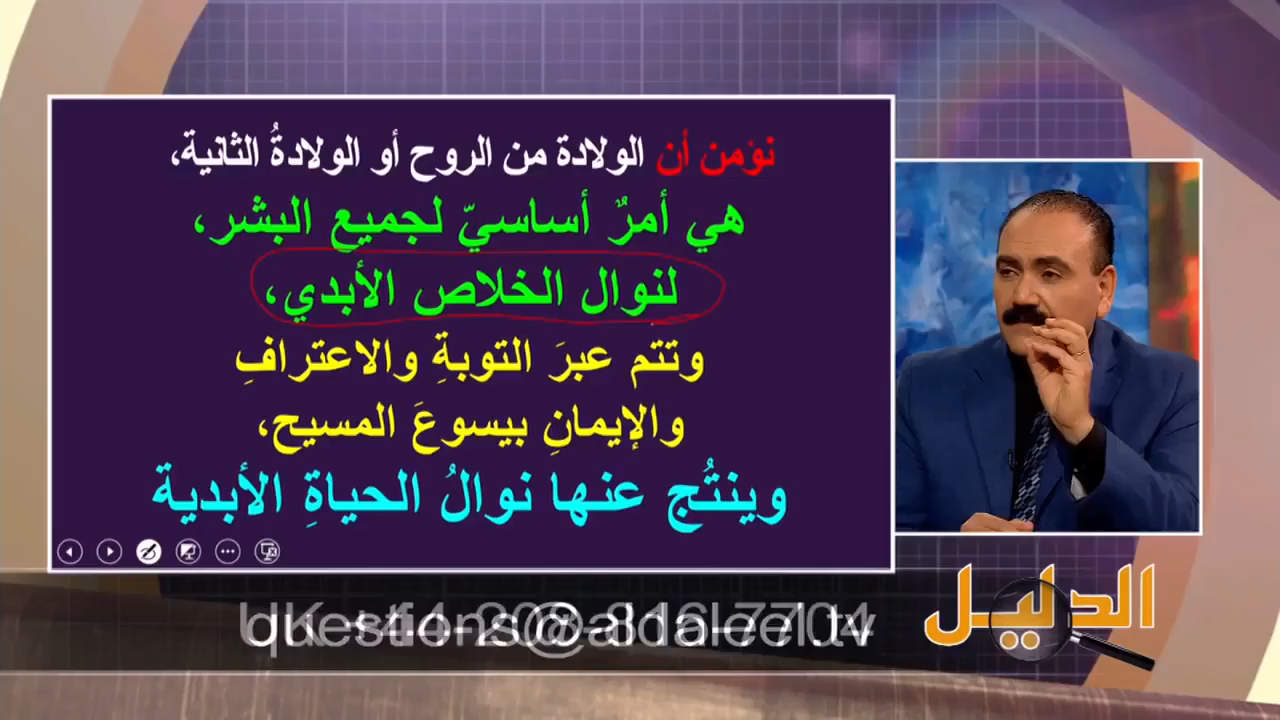 نؤمن أن الولادة من الروح أو الولادةُ الثانية،
هي أمرٌ أساسيّ لجميع البشر،
لنوال الخلاص الأبدي،
وتتم عبرَ التوبةِ والاعترافِ
والإيمانِ بيسوعَ المسيح،
وينتُج عنها نوالُ الحياةِ الأبدية
الدليل